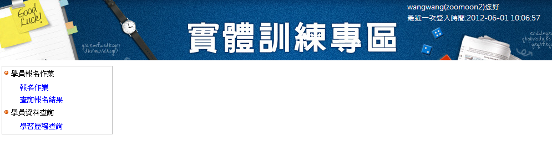 Good Luck!
實體訓練專區
wangwang(zoomoon2)您好
最近一次登入時間:2012-06-01 10:06:57
學員報名作業
報名作業
查詢報名結果
學員資料查詢
學習歷程查詢